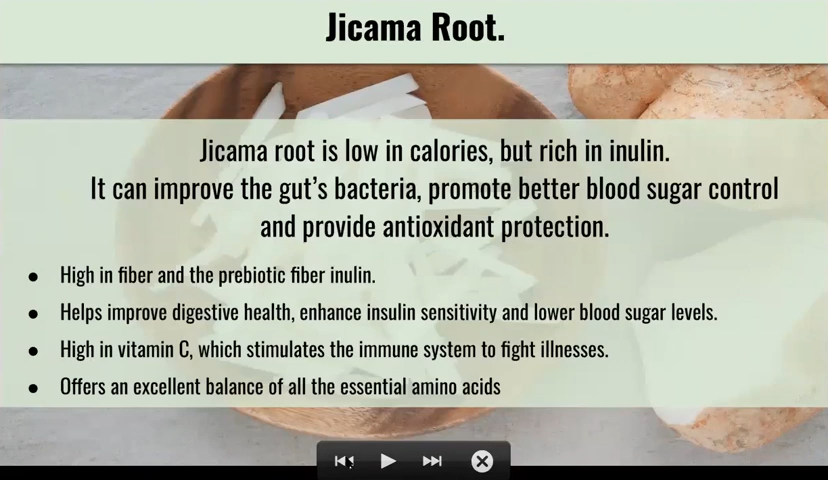 Jicama Root.
Jicama root is low in calories, but rich in inulin.
It can improve the gut's bacteria, promote better blood sugar control
and provide antioxidant protection.
● High in fiber and the prebiotic fiber inulin.
● Helps improve digestive health, enhance insulin sensitivity and lower blood sugar levels.
● High in vitamin C, which stimulates the immune system to fight illnesses.
● Offers an excellent balance of all the essential amino acids